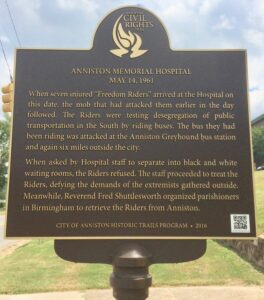 CIVIL
RIGHTS
ANNISTON MEMORIAL HOSPITAL
MAY 14, 1961
When seven injured "Freedom Riders" arrived at the Hospital on
this date, the mob that had attacked them earlier in the day
followed. The Riders were testing desegregation of public
transportation in the South by riding buses. The bus they had
been riding was attacked at the Anniston Greyhound bus station
and again six miles outside the city.
When asked by Hospital staff to separate into black and white
waiting rooms, the Riders refused. The staff proceeded to treat the
Riders, defying the demands of the extremists gathered outside.
Meanwhile, Reverend Fred Shuttlesworth organized parishioners
in Birmingham to retrieve the Riders from Anniston.
CITY OF ANNISTON HISTORIC TRAILS PROGRAM • 2016